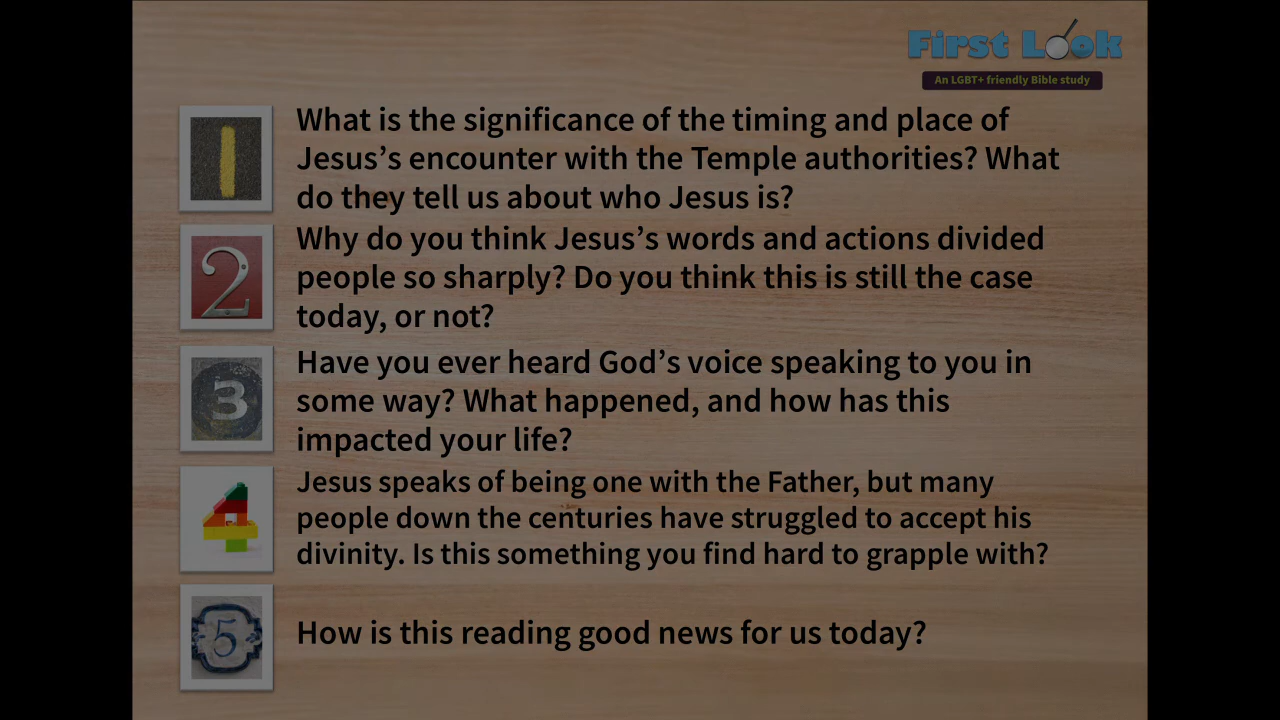 First Look
An LGBT+ friendly Bible study
1
What is the significance of the timing and place of
Jesus’s encounter with the Temple authorities? What
do they tell us about who Jesus is?
2
Why do you think Jesus’s words and actions divided
people so sharply? Do you think this is still the case
today, or not?
3
Have you ever heard God’s voice speaking to you in
some way? What happened, and how has this
impacted your life?
4
Jesus speaks of being one with the Father, but many
people down the centuries have struggled to accept his
divinity. Is this something you find hard to grapple with?
5
How is this reading good news for us today?